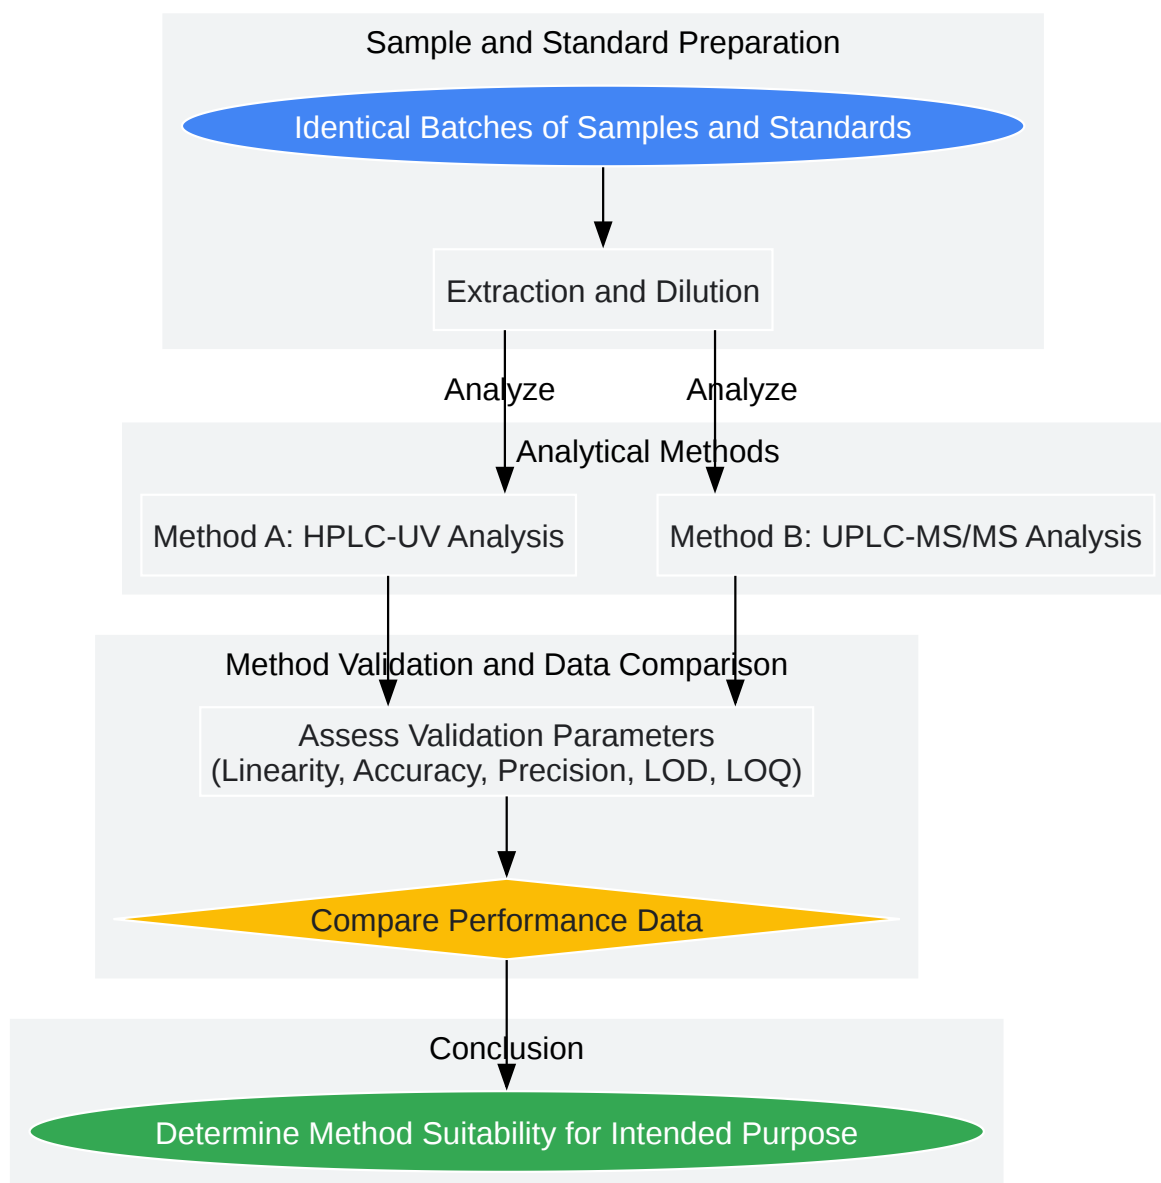 Sample and Standard Preparation
Identical Batches of Samples and Standards
Extraction and Dilution
Analyze
Analyze
Analytical Methods
Method A: HPLC-UV Analysis
Method B: UPLC-MS/MS Analysis
Method Validation and Data Comparison
Assess Validation Parameters
(Linearity, Accuracy, Precision, LOD, LOQ)
Compare Performance Data
Conclusion
Determine Method Suitability for Intended Purpose